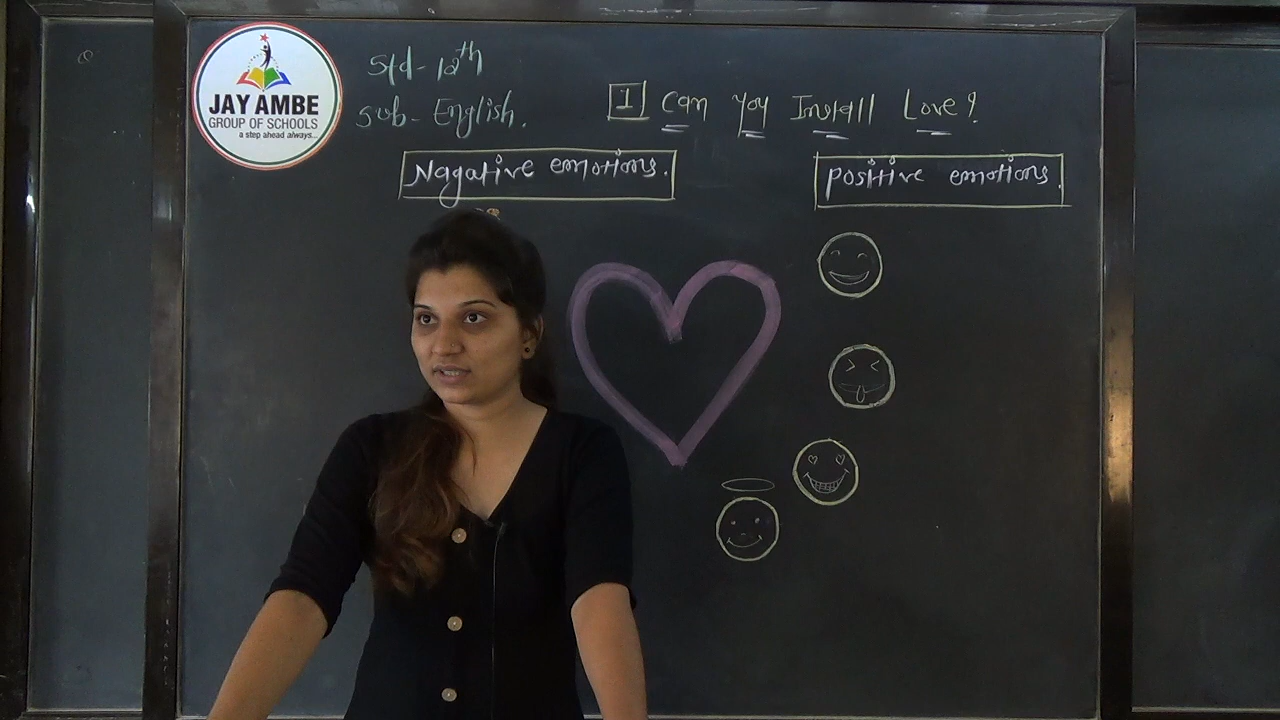 JAY AMBE
GROUP OF SCHOOLS
a step ahead always...
Std - 12th
Sub - English.
1 Can you Install Love?
Nagative emotions.
Positive emotions.